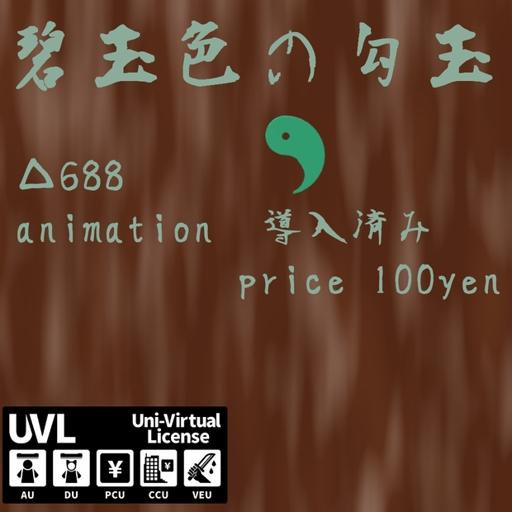 碧玉色の勾玉
△688
animation
導入済み
price 100yen
UVL Uni-Virtual License
¥ ¥
AU DU PCU CCU VEU